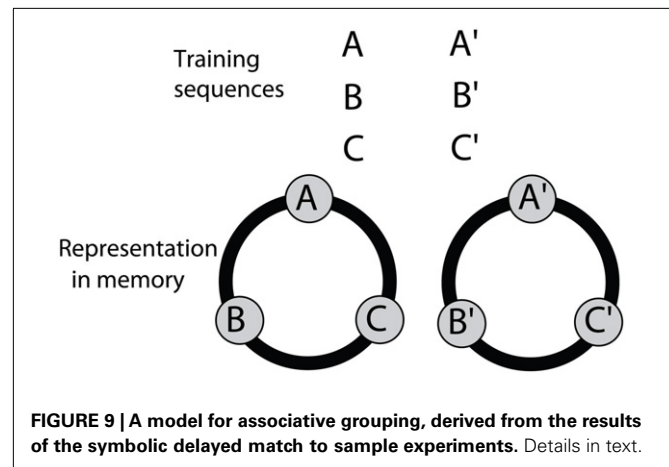 Training sequences
A A'
B B'
C C'
Representation in memory
A A'
B C B' C'
FIGURE 9 | A model for associative grouping, derived from the results
of the symbolic delayed match to sample experiments. Details in text.